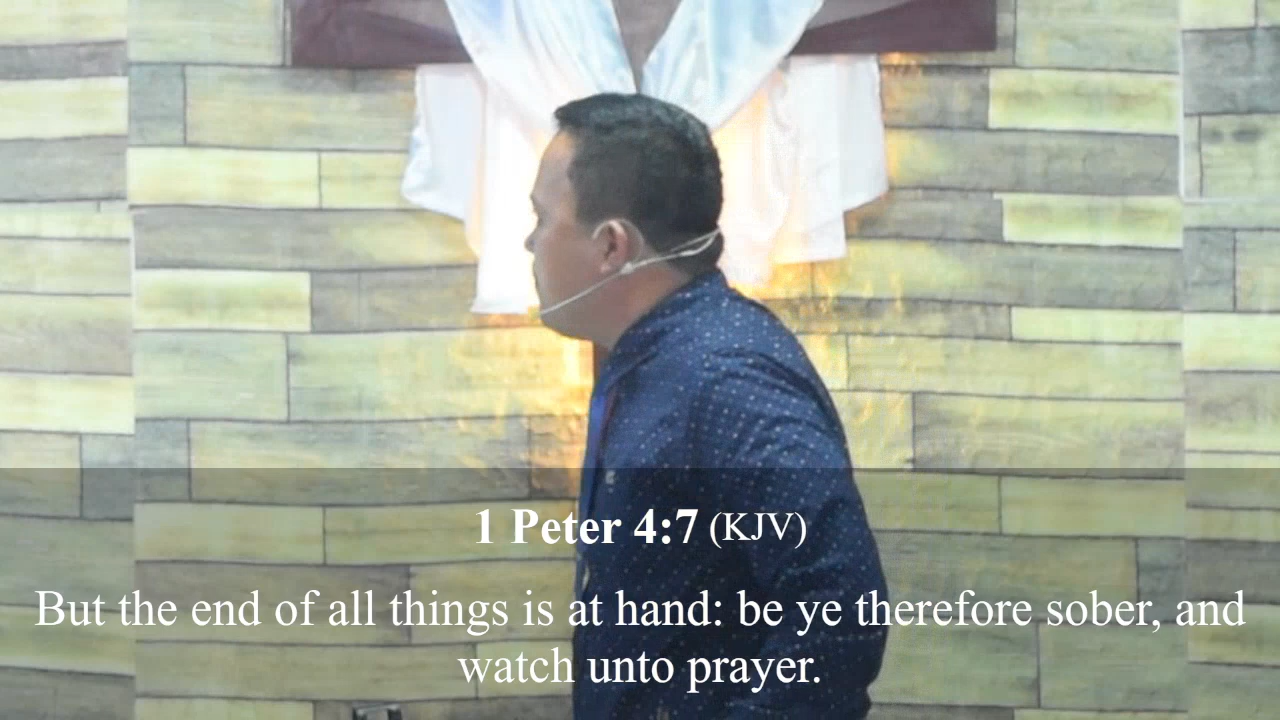 1 Peter 4:7 (KJV)
But the end of all things is at hand: be ye therefore sober, and
watch unto prayer.